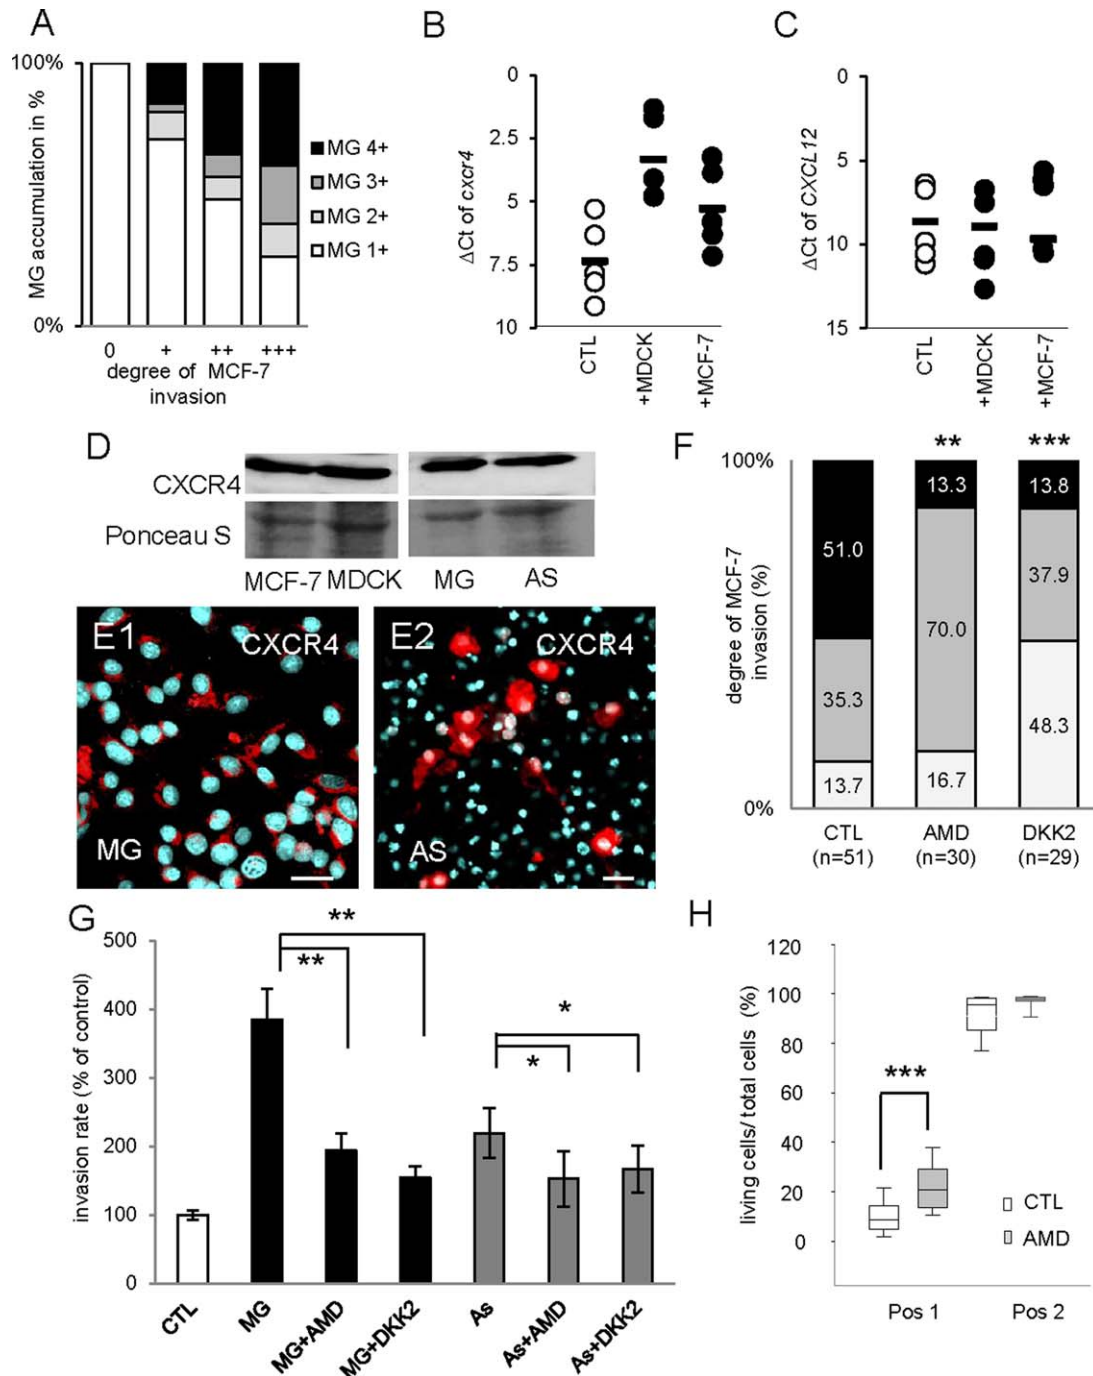 A
100%
MG accumulation in %
0%
0 + ++ +++
degree of MCF-7
invasion
MG 4+
MG 3+
MG 2+
MG 1+
B
ΔCt of cxcr4
0
2.5
5
7.5
10
CTL
+MDCK
+MCF-7
C
ΔCt of CXCL12
0
5
10
15
CTL
+MDCK
+MCF-7
D
CXCR4
Ponceau S
MCF-7 MDCK MG AS
E1
CXCR4
MG
E2
CXCR4
AS
F
degree of MCF-7
invasion (%)
100%
0%
** ***
51.0
35.3
13.7
13.3
70.0
16.7
13.8
37.9
48.3
CTL
(n=51)
AMD
(n=30)
DKK2
(n=29)
G
invasion rate (% of control)
500
400
300
200
100
0
**
**
*
*
CTL
MG
MG+AMD
MG+DKK2
As
As+AMD
As+DKK2
H
living cells/ total cells (%)
120
100
80
60
40
20
0
***
CTL
AMD
Pos 1
Pos 2